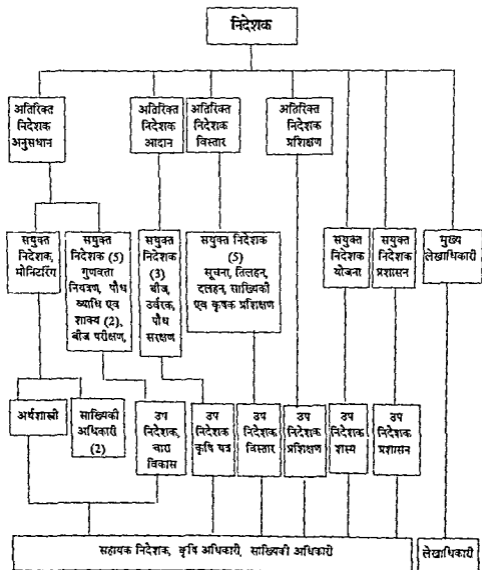 निदेशक
अतिरिक्त
निदेशक
अनुसधान
अतिरिक्त
निदेशक
आदान
अतिरिक्त
निदेशक
विस्तार
अतिरिक्त
निदेशक
प्रशिक्षण
सयुक्त
निदेशक,
मोनिटरिंग
सयुक्त
निदेशक (5)
गुणवता
नियत्रण, पौध
व्याधि एव
शाक्य (2),
बीज परीक्षण,
सयुक्त
निदेशक
(3)
बीज,
उर्वरक,
पौध
सरक्षण
सयुक्त निदेशक
(5)
सूचना, तिलहन,
दलहन, साख्यिकी
एव कृषक प्रशिक्षण
सयुक्त
निदेशक
योजना
सयुक्त
निदेशक
प्रशासन
मुख्य
लेखाधिकारी
अर्थशास्त्री
साख्यिकी
अधिकारी
(2)
उप
निदेशक,
चारा
विकास
उप
निदेशक
कृषि यत्र
उप
निदेशक
विस्तार
उप
निदेशक
प्रशिक्षण
उप
निदेशक
शस्य
उप
निदेशक
प्रशासन
सहायक निदेशक, कृषि अधिकारी, साख्यिकी अधिकारी
लेखाधिकारी